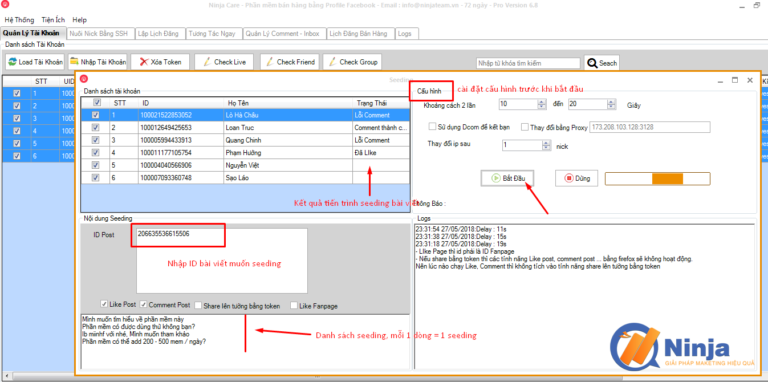 Ninja Care - Phần mềm bán hàng bằng Profile Facebook - Email : info@ninjateam.vn - 72 ngày - Pro Version 6.8
Hệ Thống Tiện Ích Help
Quản Lý Tài Khoản Nuôi Nick Bằng SSH Lập Lịch Đăng Tương Tác Ngay Quản Lý Comment - Inbox Lịch Đăng Bán Hàng Logs
Danh sách Tài Khoản
Load Tài Khoản Nhập Tài Khoản Xóa Token Check Live Check Friend Check Group Nhập từ khóa tìm kiếm Seach
STT UID
1
2
3
4
5
6
Seeding
Danh sách tài khoản
STT ID Họ Tên Trạng Thái
1 100021522853052 Lò Hà Châu Lỗi Comment
2 100012649425653 Loan Truc Comment thành c...
3 100005994433913 Quang Chinh Lỗi Comment
4 100011177105754 Phạm Hưởng Đã LIke
5 100004040566906 Nguyễn Việt
6 100007093360748 Sao Láo
Kết quả tiến trình seeding bài viết
Cấu hình
cài đặt cấu hình trước khi bắt đầu
Khoảng cách 2 lần 10 đến 20 Giây
Sử dụng Dcom để kết bạn Thay đổi bằng Proxy 173.208.103.128:3128
Thay đổi ip sau 1 nick
Bắt Đầu Dừng
Thông Báo :
Nội dung Seeding
ID Post
206635536615506
Nhập ID bài viết muốn seeding
Like Post Comment Post Share lên tường bằng token Like Fanpage
Mình muốn tìm hiểu về phần mềm này
Phần mềm có được dùng thử không bạn?
Ib mình với nhé, Mình muốn tham khảo
Phần mềm có thể add 200 - 500 mem / ngày?
Danh sách seeding, mỗi 1 dòng = 1 seeding
Logs
23:31:54 27/05/2018:Delay : 11s
23:31:38 27/05/2018:Delay : 15s
23:31:18 27/05/2018:Delay : 19s
- LIke Page thì id phải là ID Fanpage
- Nếu share bằng token thì các tính năng Like post, comment post ... bằng firefox sẽ không hoạt động.
Nên lúc nào chạy Like, Comment thì không tích vào tính năng share lên tường bằng token
Ninja
GIẢI PHÁP MARKETING HIỆU QUẢ